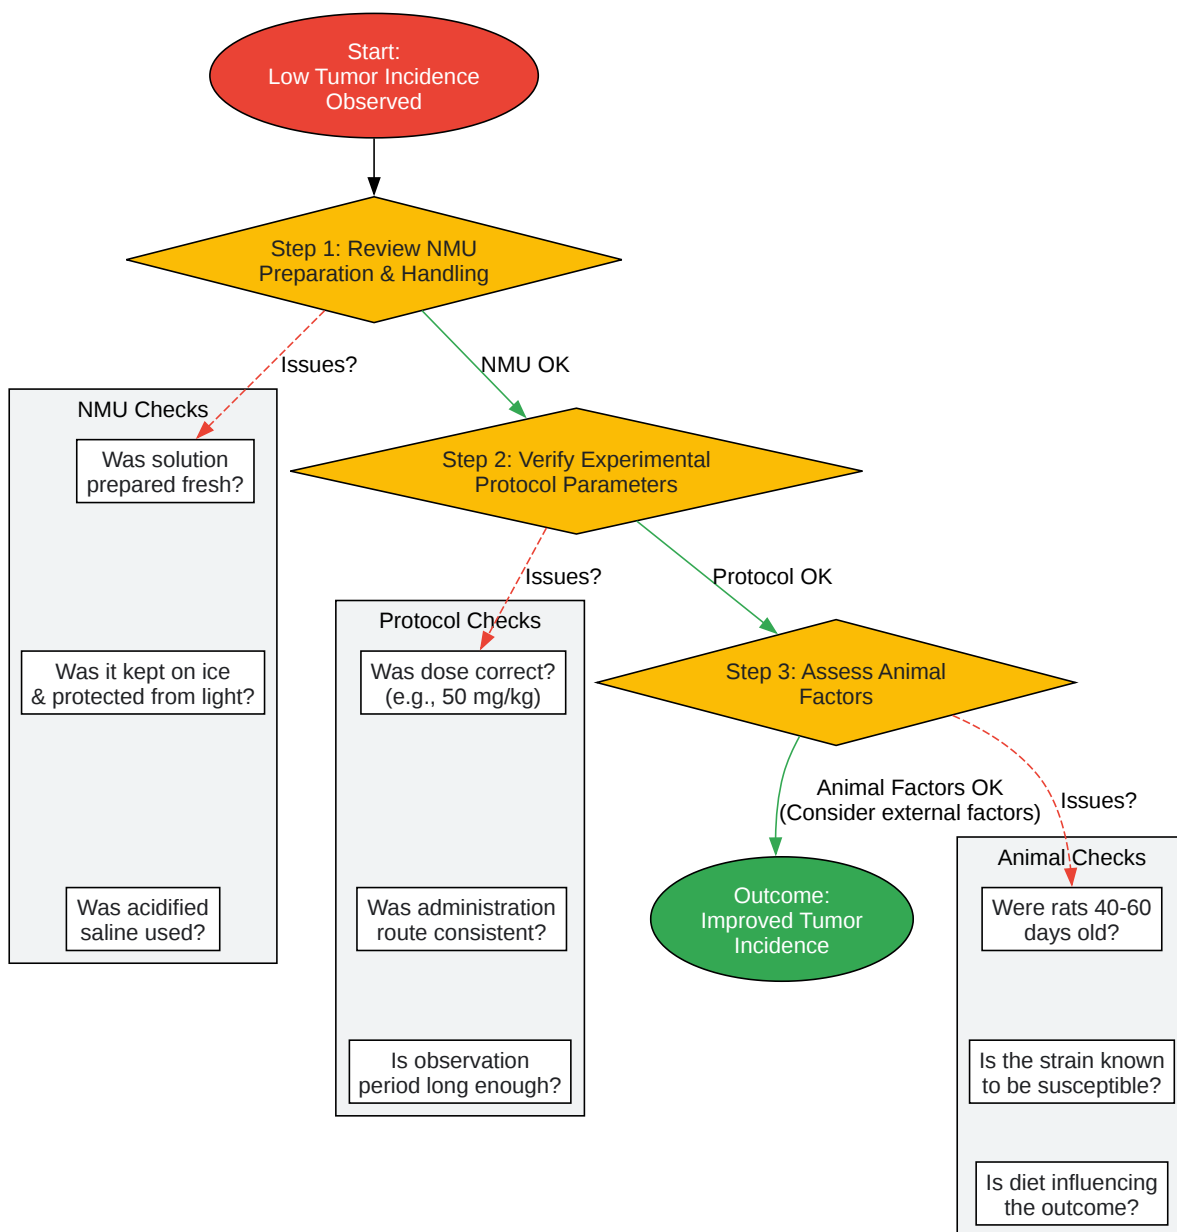 Start:
Low Tumor Incidence
Observed
Step 1: Review NMU
Preparation & Handling
Issues?
NMU OK
NMU Checks
Was solution
prepared fresh?
Was it kept on ice
& protected from light?
Was acidified
saline used?
Step 2: Verify Experimental
Protocol Parameters
Issues?
Protocol OK
Protocol Checks
Was dose correct?
(e.g., 50 mg/kg)
Was administration
route consistent?
Is observation
period long enough?
Step 3: Assess Animal
Factors
Animal Factors OK
(Consider external factors)
Issues?
Outcome:
Improved Tumor
Incidence
Animal Checks
Were rats 40-60
days old?
Is the strain known
to be susceptible?
Is diet influencing
the outcome?